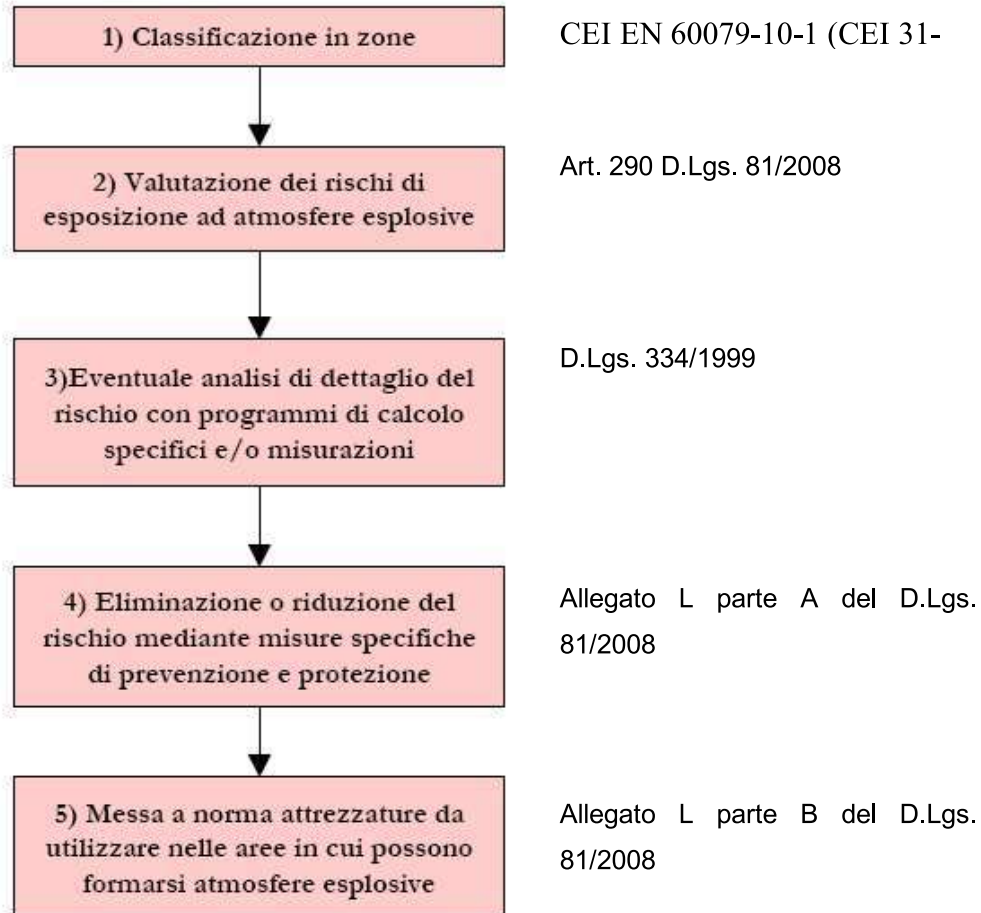 1) Classificazione in zone
CEI EN 60079-10-1 (CEI 31-
2) Valutazione dei rischi di
esposizione ad atmosfere esplosive
Art. 290 D.Lgs. 81/2008
3)Eventuale analisi di dettaglio del
rischio con programmi di calcolo
specifici e/o misurazioni
D.Lgs. 334/1999
4) Eliminazione o riduzione del
rischio mediante misure specifiche
di prevenzione e protezione
Allegato L parte A del D.Lgs.
81/2008
5) Messa a norma attrezzature da
utilizzare nelle aree in cui possono
formarsi atmosfere esplosive
Allegato L parte B del D.Lgs.
81/2008